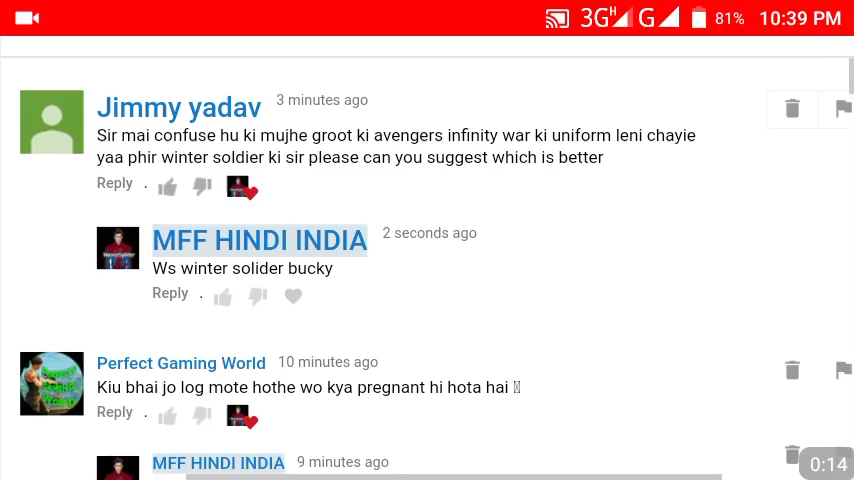 3G H G 81% 10:39 PM
Jimmy yadav 3 minutes ago
Sir mai confuse hu ki mujhe groot ki avengers infinity war ki uniform leni chayie
yaa phir winter soldier ki sir please can you suggest which is better
Reply .
MFF HINDI INDIA 2 seconds ago
Ws winter solider bucky
Reply .
Perfect Gaming World 10 minutes ago
Kiu bhai jo log mote hothe wo kya pregnant hi hota hai
Reply .
MFF HINDI INDIA 9 minutes ago
0:14